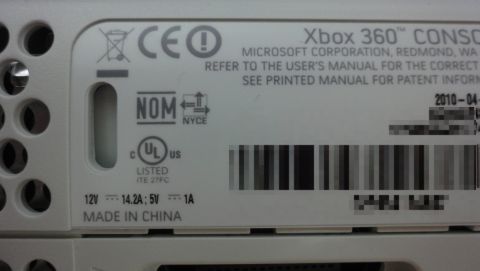 CE
Xbox 360™ CONSO
MICROSOFT CORPORATION, REDMOND, WA
REFER TO THE USER'S MANUAL FOR THE CORRECT
SEE PRINTED MANUAL FOR PATENT INFORM
2010-04-
NOM
NYCE
C UL US
LISTED
ITE 27FC
12V ⎓ 14.2A ; 5V ⎓ 1A
MADE IN CHINA